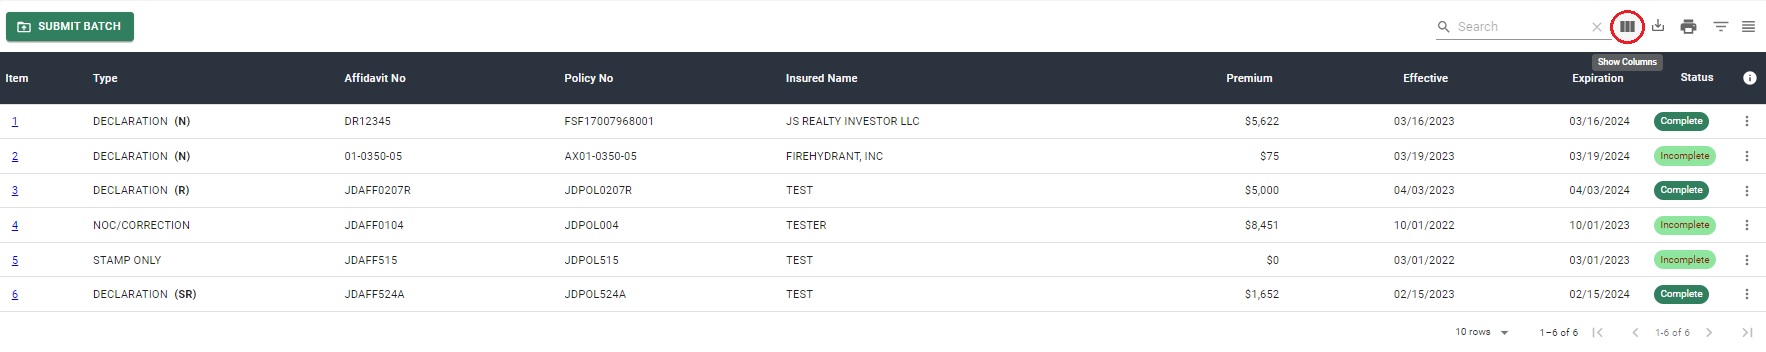 SUBMIT BATCH Search
Show Columns
Item Type Affidavit No Policy No Insured Name Premium Effective Expiration Status
1 DECLARATION (N) DR12345 FSF17007968001 JS REALTY INVESTOR LLC $5,622 03/16/2023 03/16/2024 Complete
2 DECLARATION (N) 01-0350-05 AX01-0350-05 FIREHYDRANT, INC $75 03/19/2023 03/19/2024 Incomplete
3 DECLARATION (R) JDAFF0207R JDPOL0207R TEST $5,000 04/03/2023 04/03/2024 Complete
4 NOC/CORRECTION JDAFF0104 JDPOL004 TESTER $8,451 10/01/2022 10/01/2023 Incomplete
5 STAMP ONLY JDAFF515 JDPOL515 TEST $0 03/01/2022 03/01/2023 Incomplete
6 DECLARATION (SR) JDAFF524A JDPOL524A TEST $1,652 02/15/2023 02/15/2024 Complete
10 rows 1–6 of 6 1-6 of 6